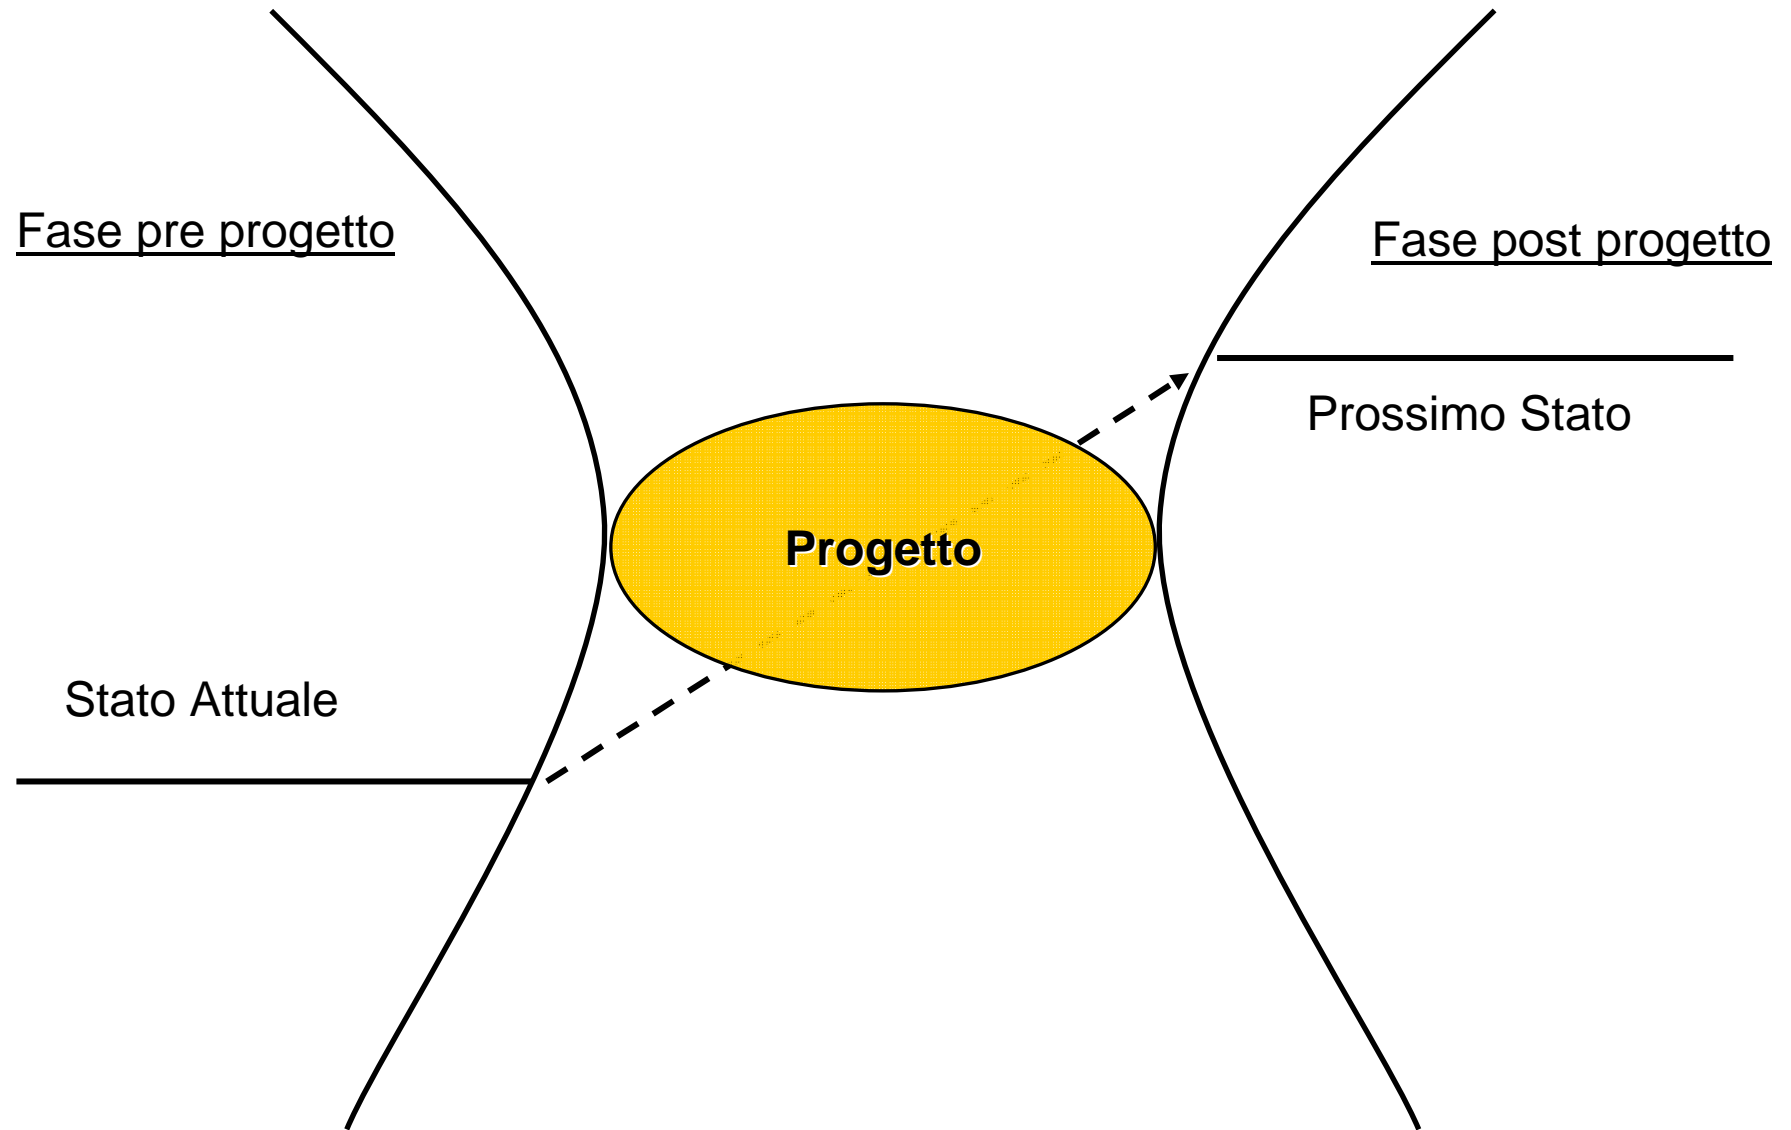 Fase pre progetto
Fase post progetto
Prossimo Stato
Progetto
Stato Attuale